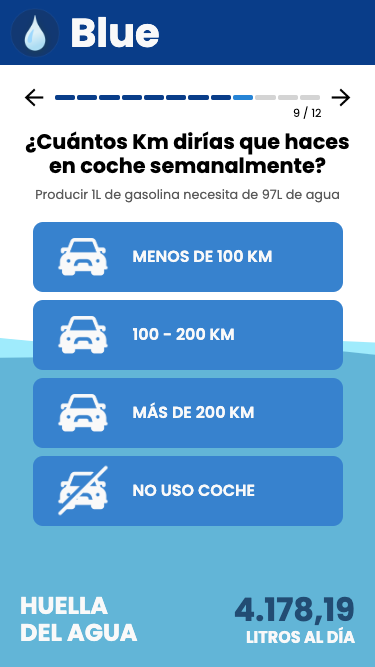 Blue
9 / 12
¿Cuántos Km dirías que haces
en coche semanalmente?
Producir 1L de gasolina necesita de 97L de agua
MENOS DE 100 KM
100 - 200 KM
MÁS DE 200 KM
NO USO COCHE
HUELLA
DEL AGUA
4.178,19
LITROS AL DÍA